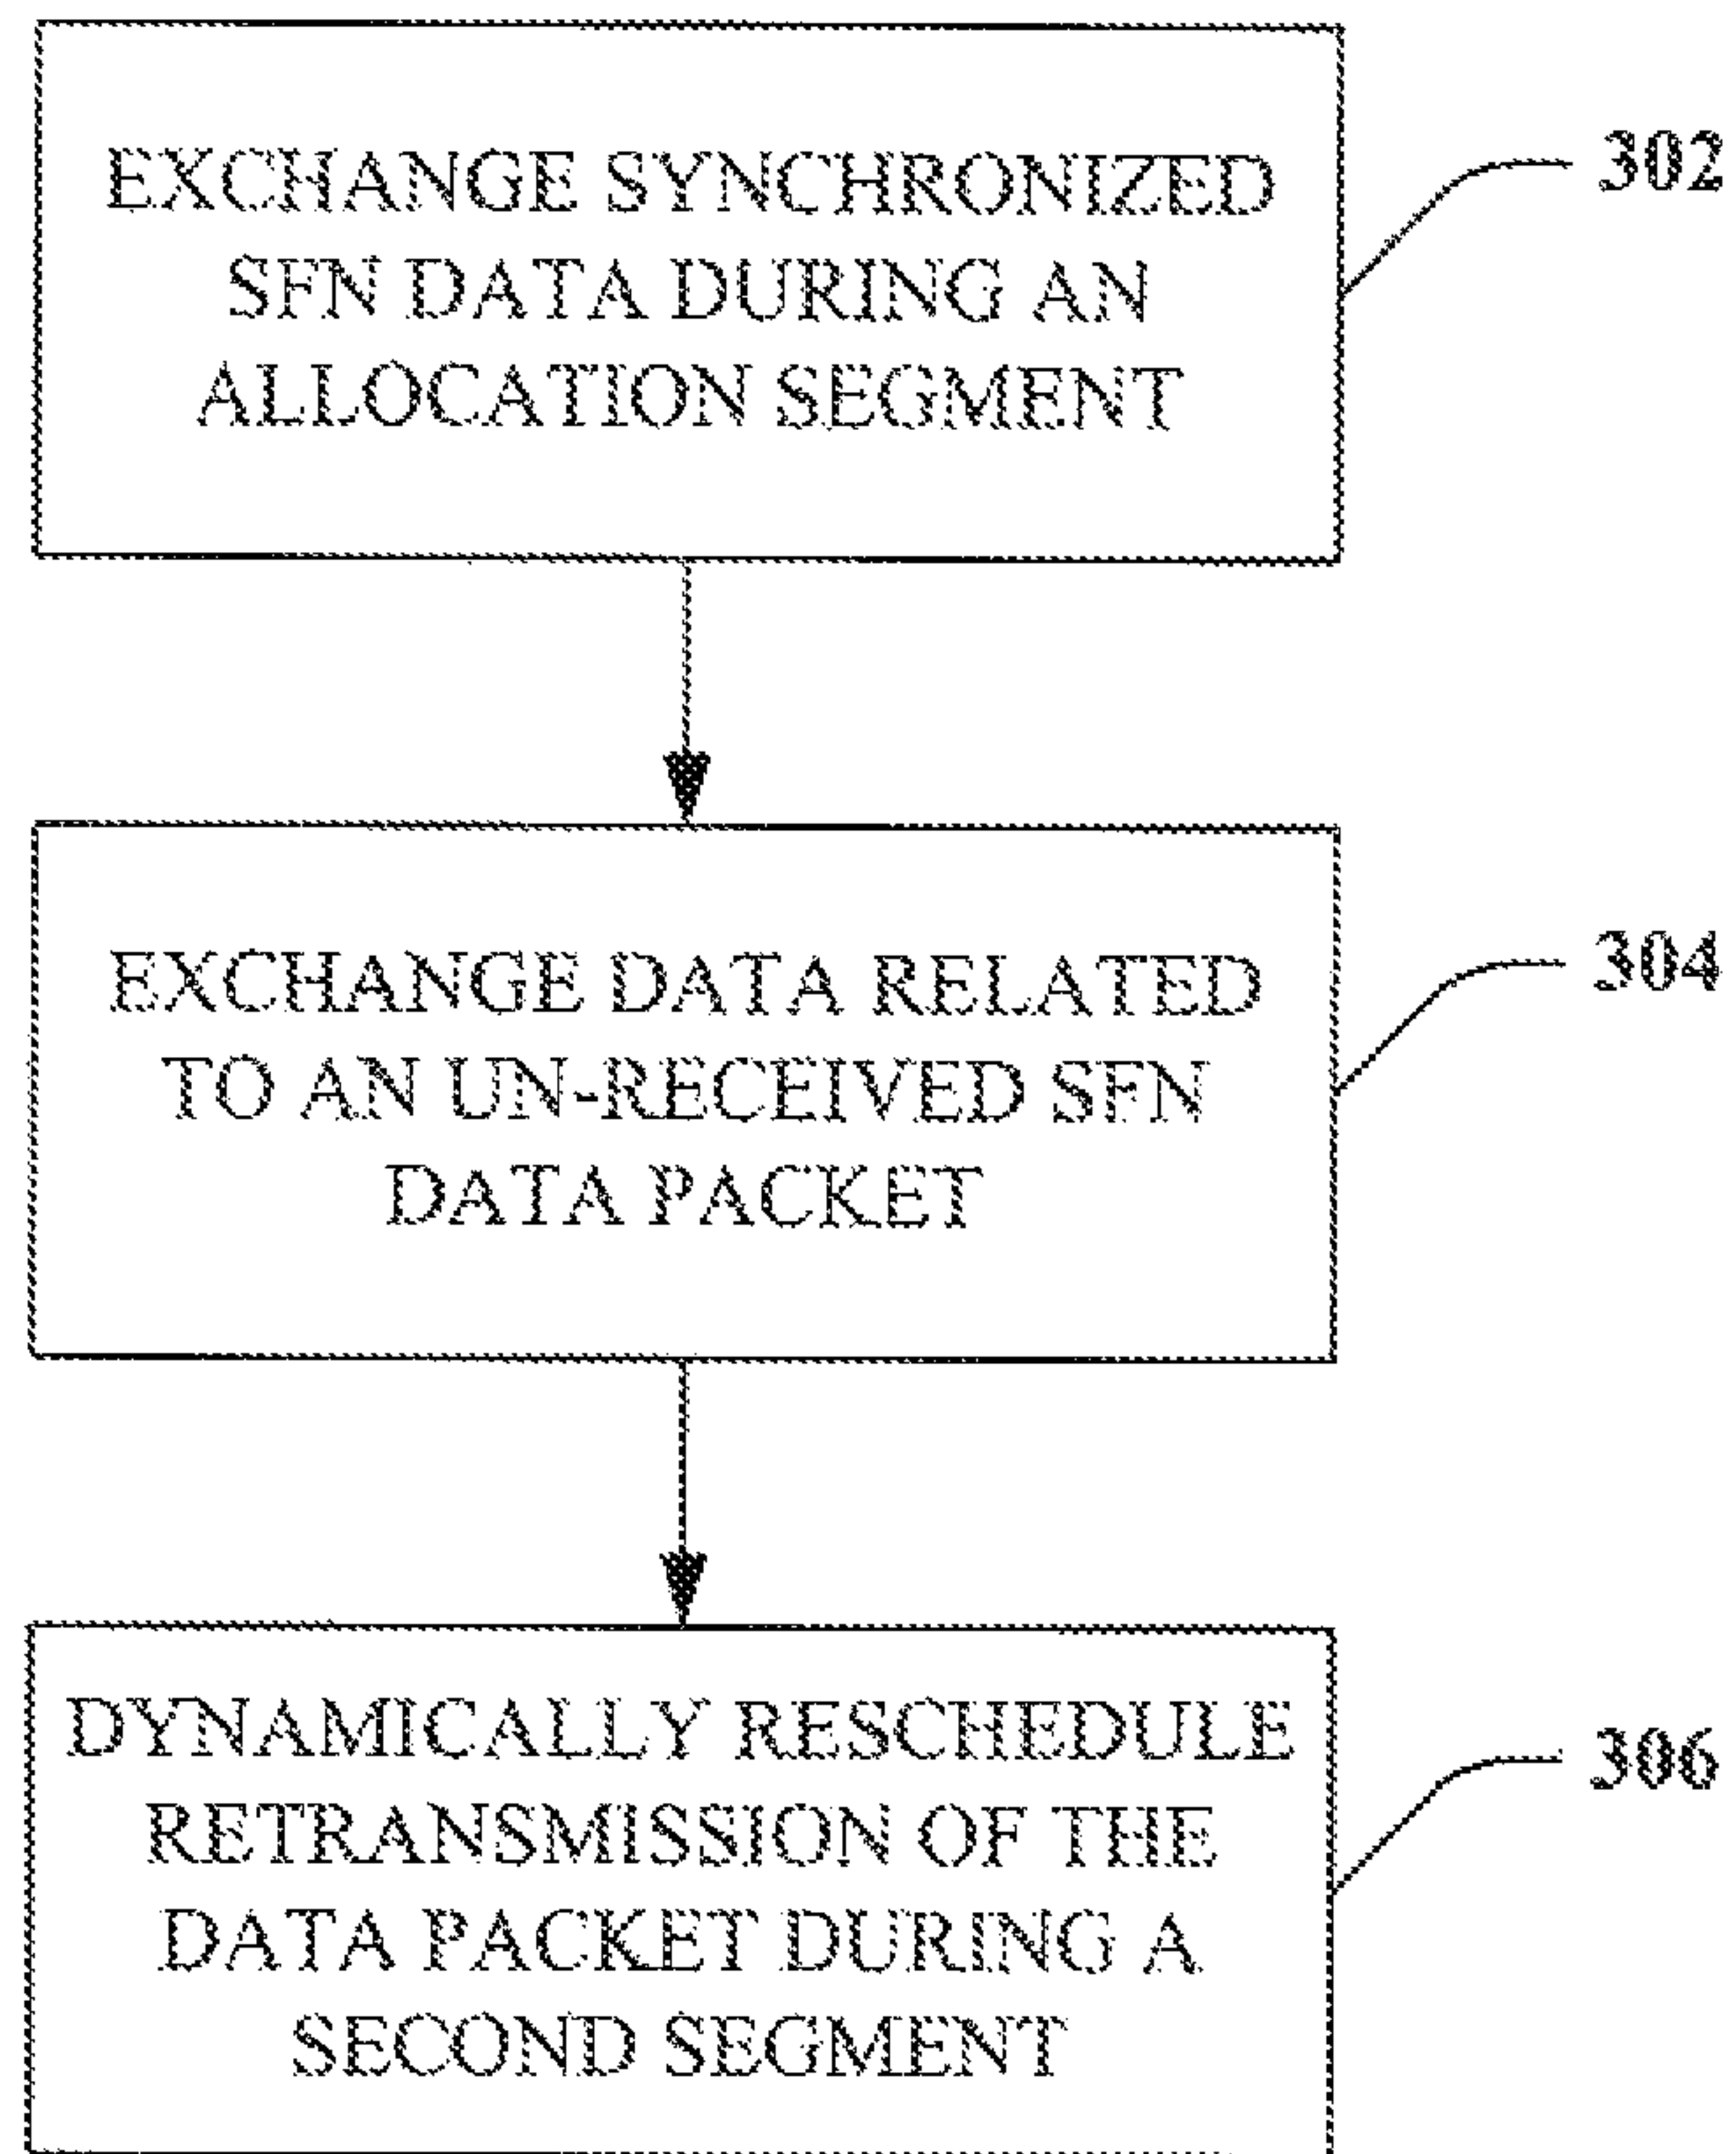 EXCHANGE SYNCHRONIZED
SFN DATA DURING AN
ALLOCATION SEGMENT
302
EXCHANGE DATA RELATED
TO AN UN-RECEIVED SFN
DATA PACKET
304
DYNAMICALLY RESCHEDULE
RETRANSMISSION OF THE
DATA PACKET DURING A
SECOND SEGMENT
306